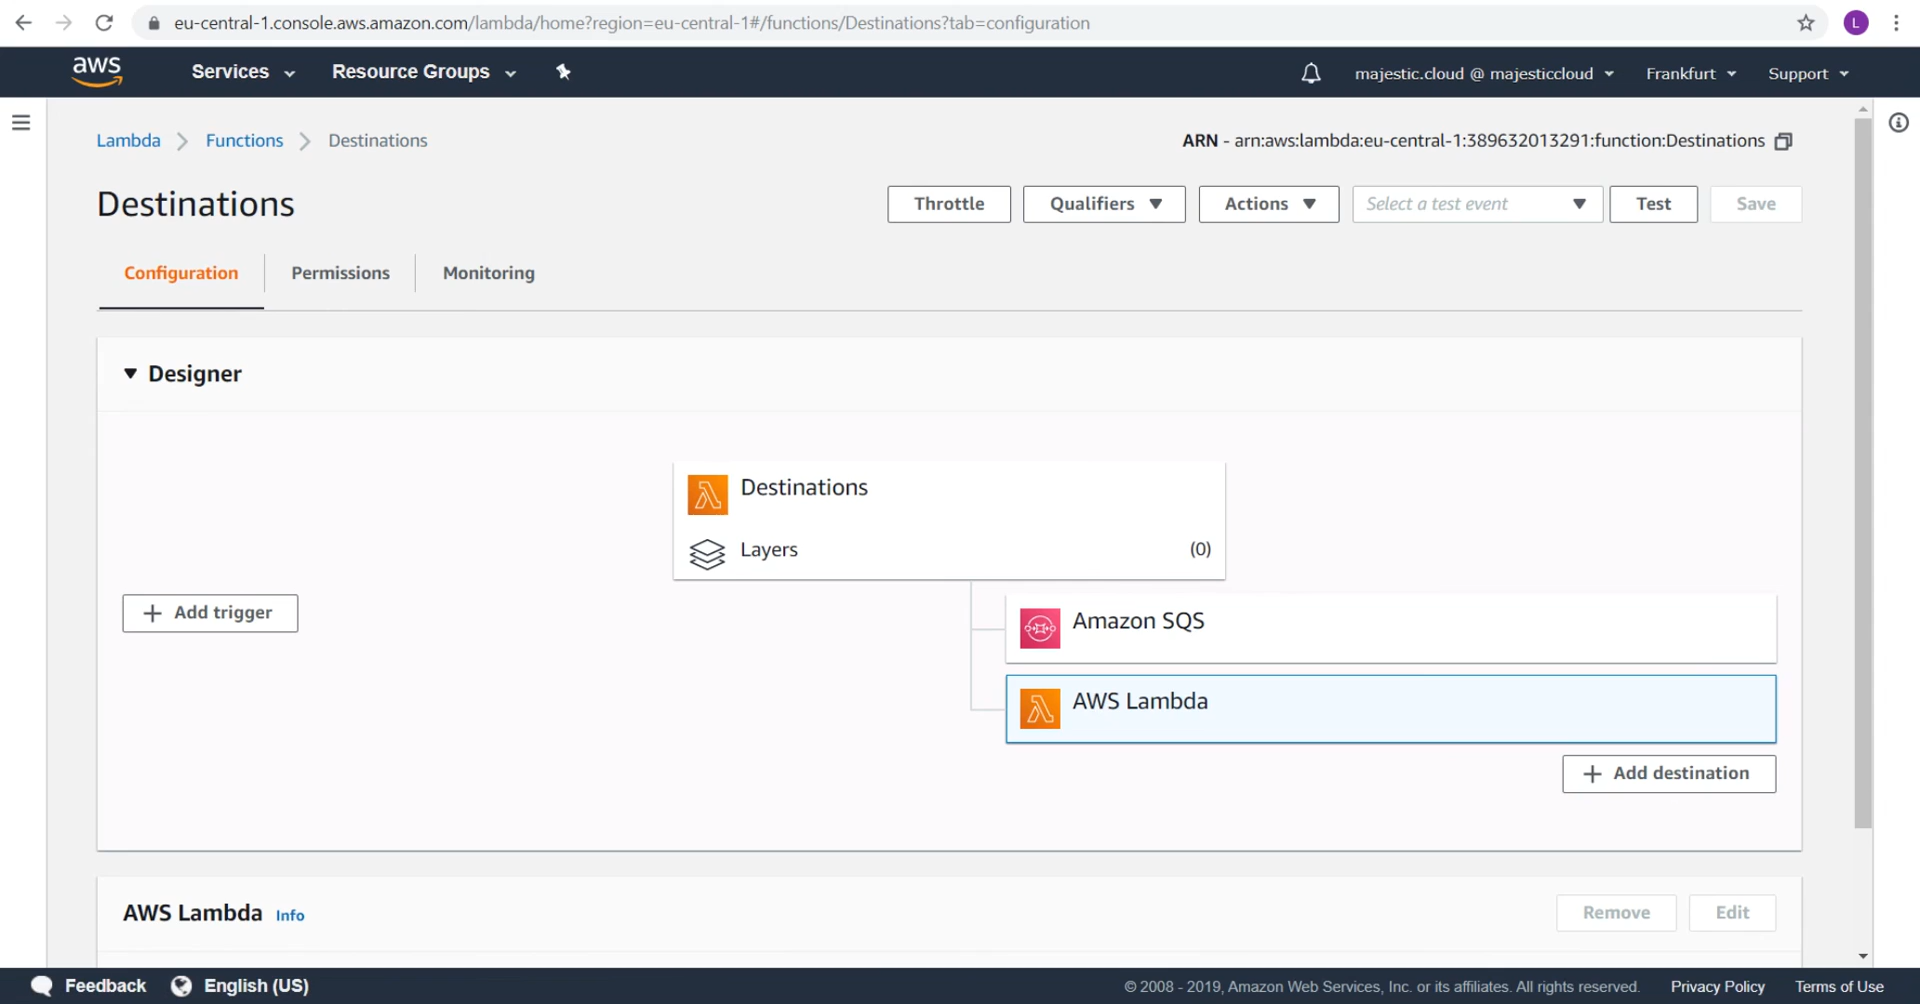 eu-central-1.console.aws.amazon.com/lambda/home?region=eu-central-1#/functions/Destinations?tab=configuration
L
aws Services Resource Groups majestic.cloud @ majesticcloud Frankfurt Support
Lambda Functions Destinations ARN - arn:aws:lambda:eu-central-1:389632013291:function:Destinations
Destinations Throttle Qualifiers Actions Select a test event Test Save
Configuration Permissions Monitoring
Designer
Destinations
Layers (0)
Add trigger
Amazon SQS
AWS Lambda
Add destination
AWS Lambda Info Remove Edit
Feedback English (US) © 2008 - 2019, Amazon Web Services, Inc. or its affiliates. All rights reserved. Privacy Policy Terms of Use